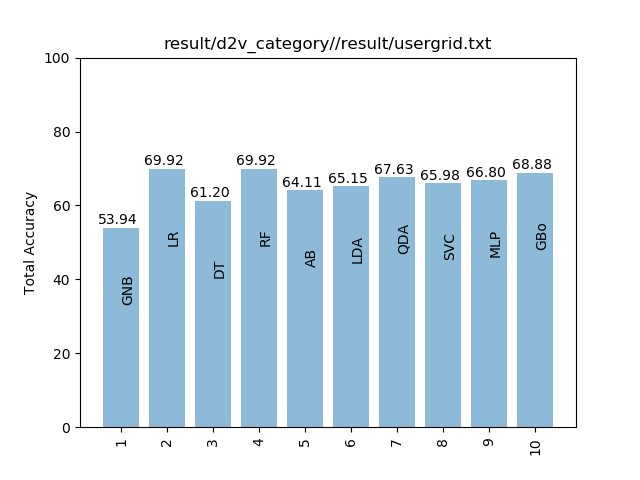 result/d2v_category//result/usergrid.txt
Total Accuracy
100
80
60
40
20
0
53.94
69.92
61.20
69.92
64.11
65.15
67.63
65.98
66.80
68.88
GNB
LR
DT
RF
AB
LDA
QDA
SVC
MLP
GBo
1
2
3
4
5
6
7
8
9
10